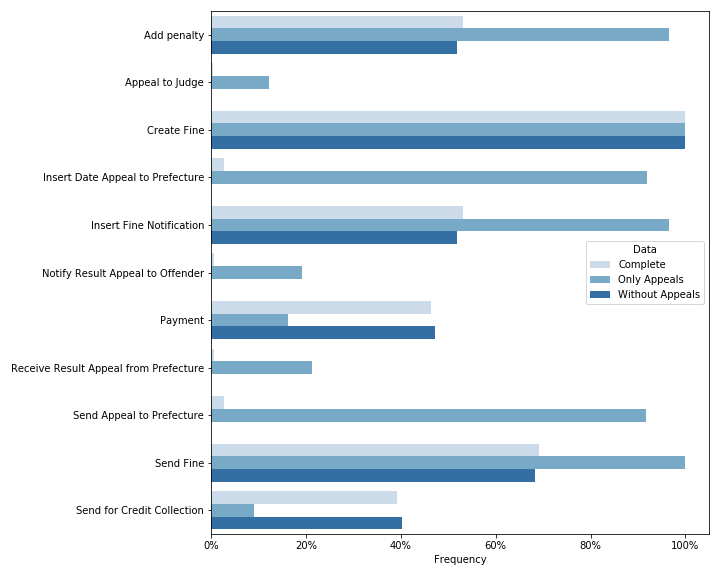 Add penalty
Appeal to Judge
Create Fine
Insert Date Appeal to Prefecture
Insert Fine Notification
Notify Result Appeal to Offender
Payment
Receive Result Appeal from Prefecture
Send Appeal to Prefecture
Send Fine
Send for Credit Collection
Data
Complete
Only Appeals
Without Appeals
0% 20% 40% 60% 80% 100%
Frequency